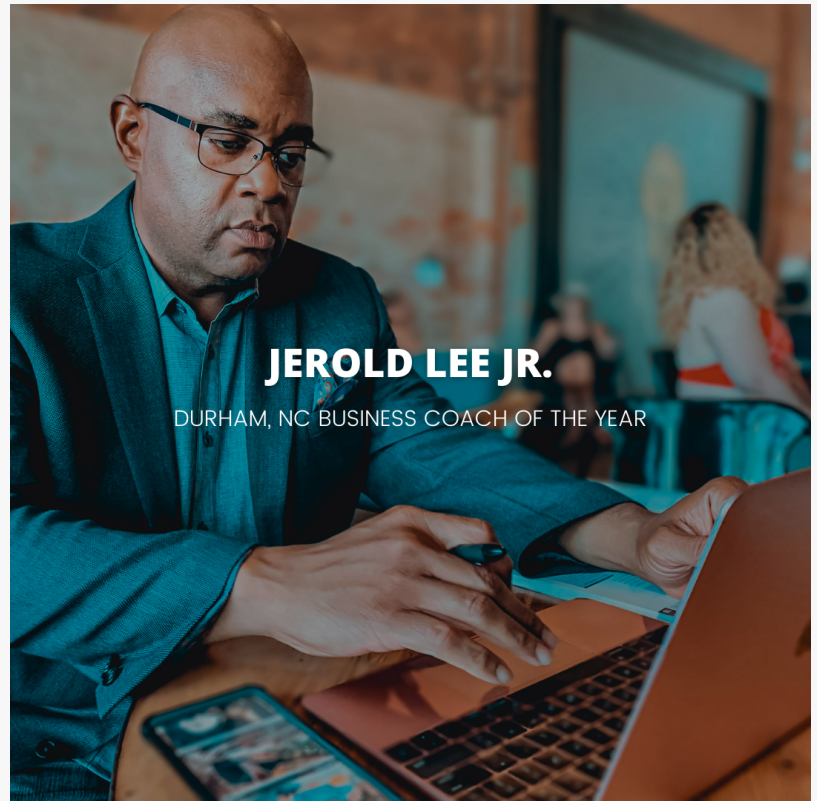 JEROLD LEE JR.
DURHAM, NC BUSINESS COACH OF THE YEAR